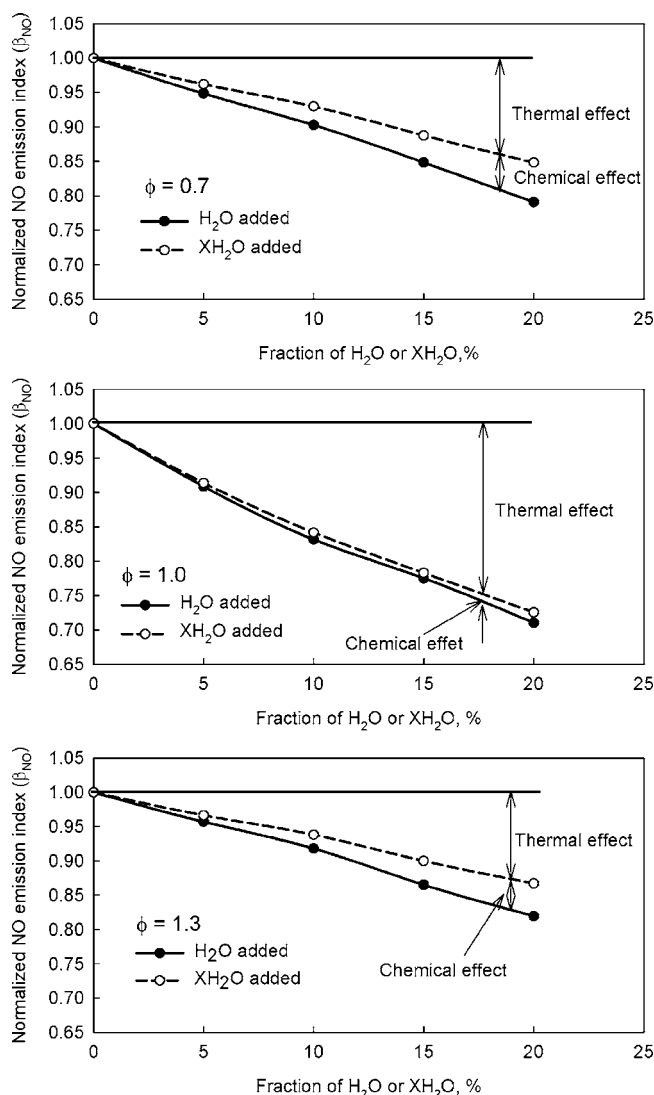 1.05
1.00
0.95
0.90
0.85
0.80
0.75
0.70
0.65
Normalized NO emission index (β_NO)
Thermal effect
Chemical effect
ϕ = 0.7
H₂O added
XH₂O added
0 5 10 15 20 25
Fraction of H₂O or XH₂O,%
1.05
1.00
0.95
0.90
0.85
0.80
0.75
0.70
0.65
Normalized NO emission index (β_NO)
Thermal effect
ϕ = 1.0
H₂O added
XH₂O added
Chemical effet
0 5 10 15 20 25
Fraction of H₂O or XH₂O, %
1.05
1.00
0.95
0.90
0.85
0.80
0.75
0.70
0.65
Normalized NO emission index (β_NO)
Thermal effect
ϕ = 1.3
H₂O added
XH₂O added
Chemical effect
0 5 10 15 20 25
Fraction of H₂O or XH₂O, %